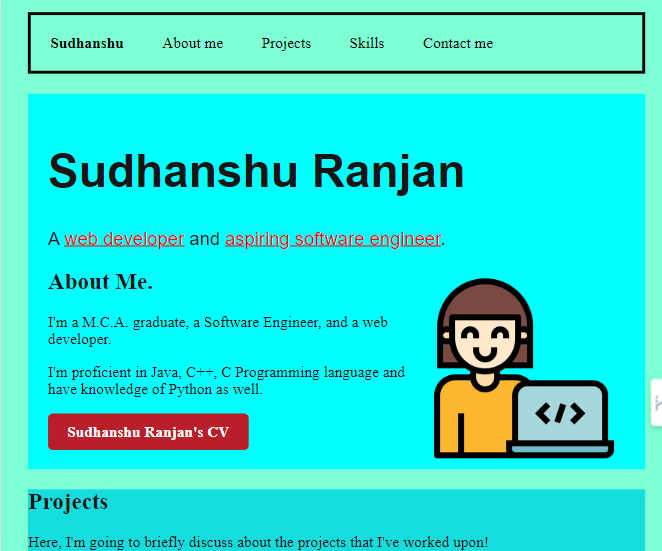 Sudhanshu About me Projects Skills Contact me
Sudhanshu Ranjan
A web developer and aspiring software engineer.
About Me.
I'm a M.C.A. graduate, a Software Engineer, and a web
developer.
I'm proficient in Java, C++, C Programming language and
have knowledge of Python as well.
</>
Sudhanshu Ranjan's CV
Projects
Here, I'm going to briefly discuss about the projects that I've worked upon!